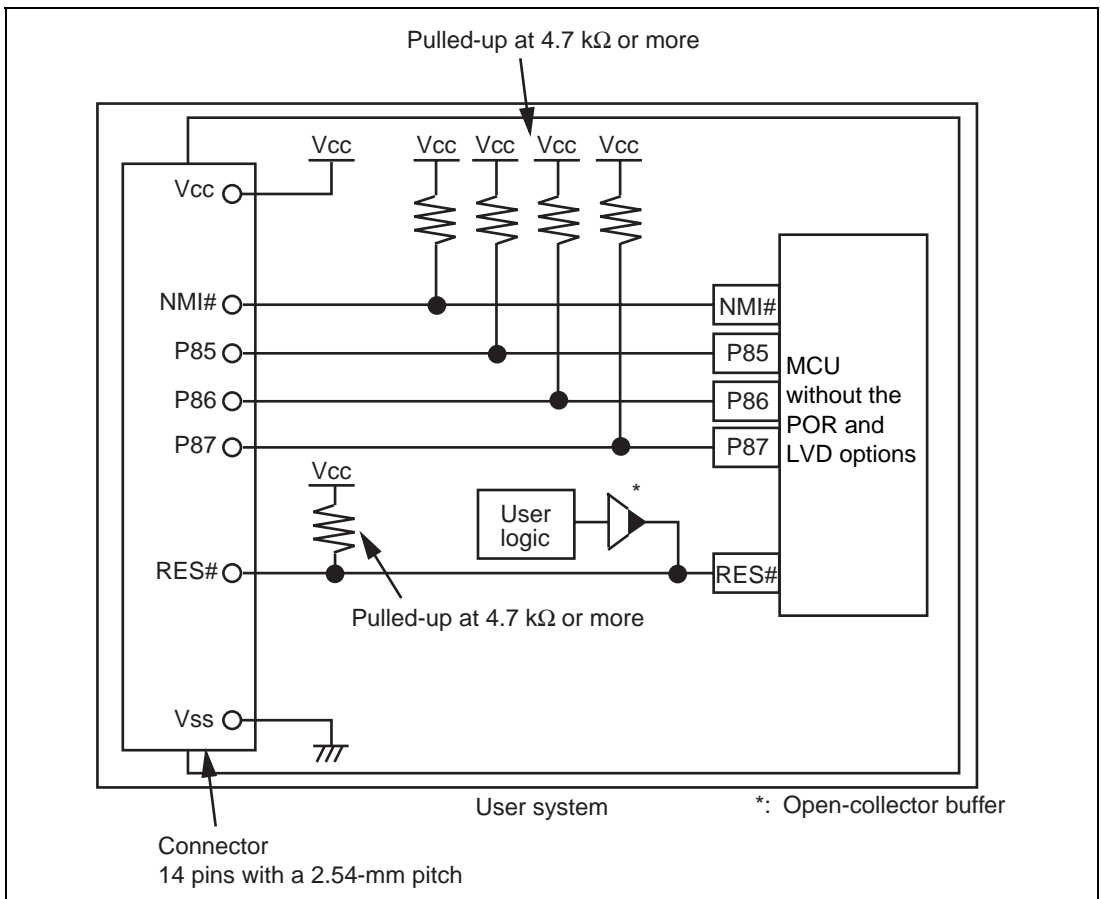 Pulled-up at 4.7 kΩ or more
Vcc
Vcc Vcc Vcc Vcc
Vcc
NMI#
NMI#
P85
P85
P86
P86
P87
P87
MCU
without the
POR and
LVD options
Vcc
User
logic
*
RES#
RES#
Pulled-up at 4.7 kΩ or more
Vss
User system
*: Open-collector buffer
Connector
14 pins with a 2.54-mm pitch